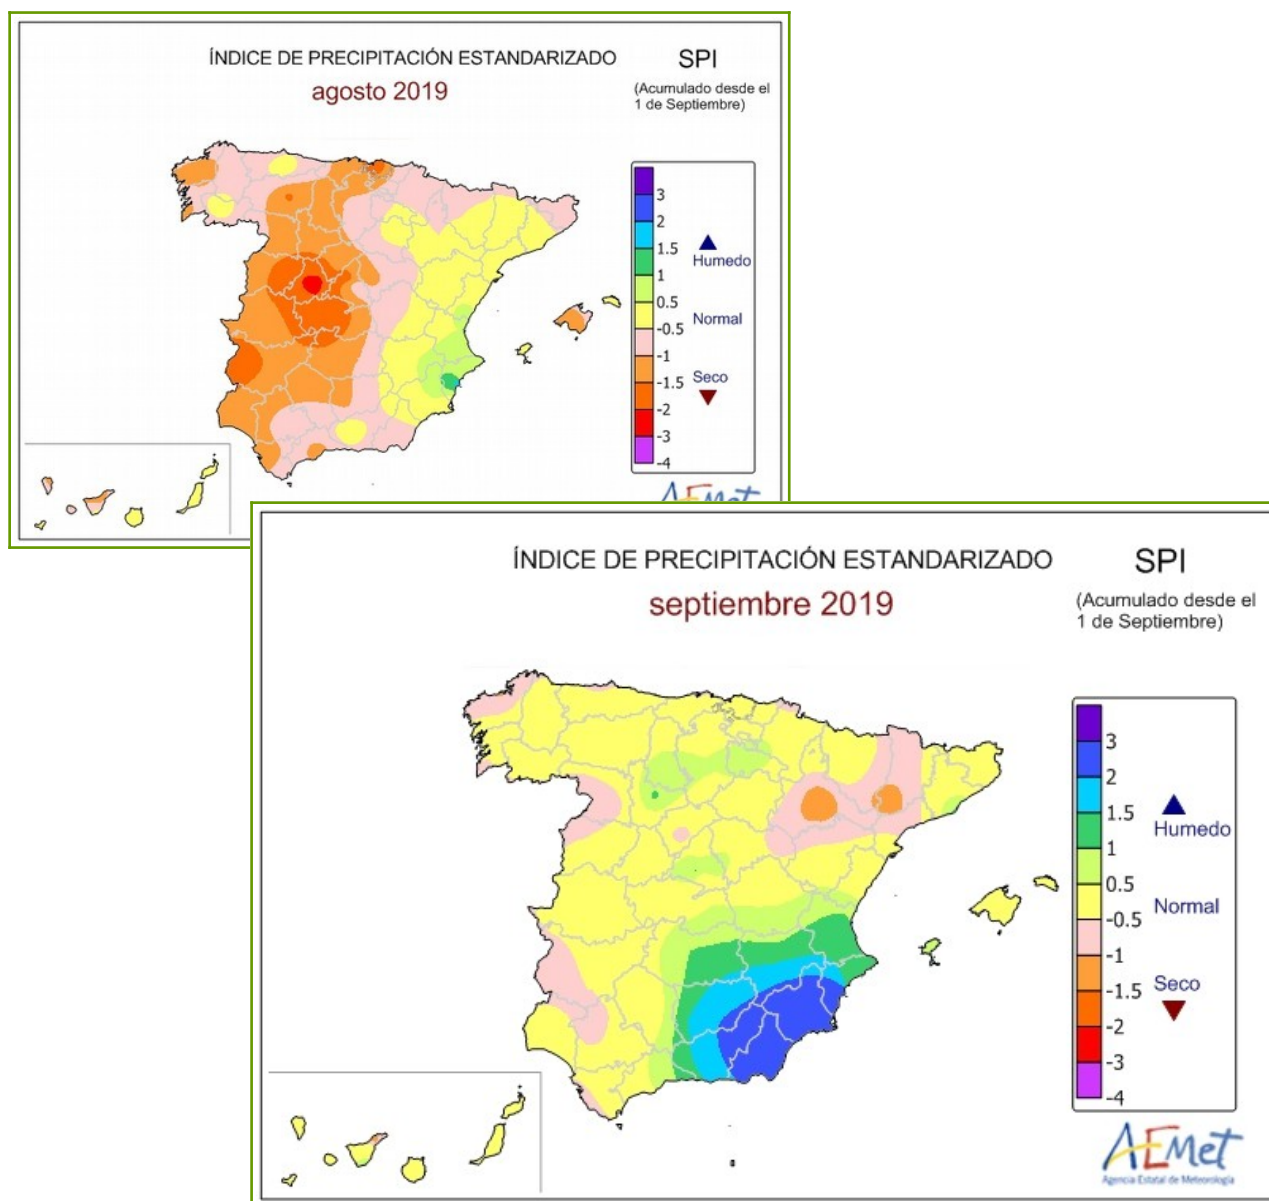 ÍNDICE DE PRECIPITACIÓN ESTANDARIZADO
agosto 2019
SPI
(Acumulado desde el
1 de Septiembre)
3
2
1.5
1
0.5
-0.5
-1
-1.5
-2
-3
-4
Humedo
Normal
Seco
AEMet
ÍNDICE DE PRECIPITACIÓN ESTANDARIZADO
septiembre 2019
SPI
(Acumulado desde el
1 de Septiembre)
3
2
1.5
1
0.5
-0.5
-1
-1.5
-2
-3
-4
Humedo
Normal
Seco
AEMet
Agencia Estatal de Meteorología